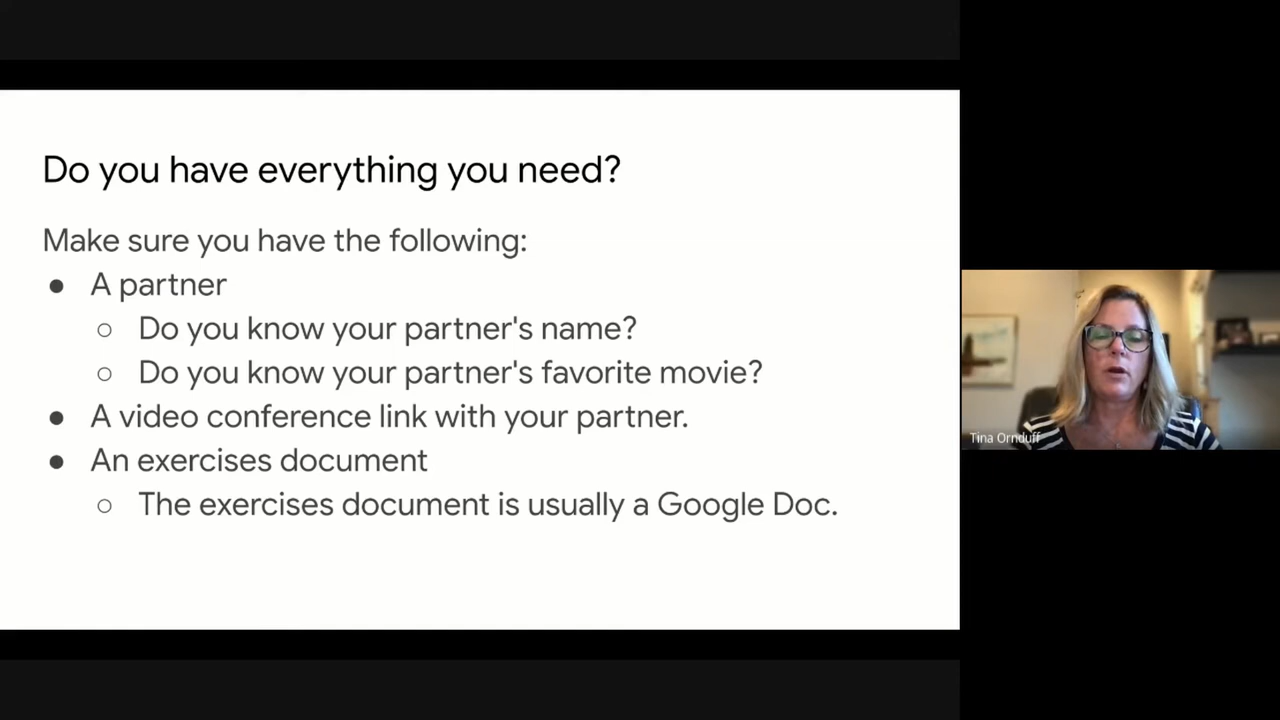 Do you have everything you need?
Make sure you have the following:
● A partner
○ Do you know your partner's name?
○ Do you know your partner's favorite movie?
● A video conference link with your partner.
● An exercises document
○ The exercises document is usually a Google Doc.
Tina Ornduff